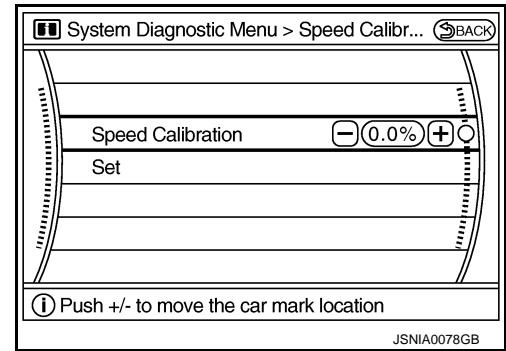 System Diagnostic Menu > Speed Calibr... BACK
Speed Calibration − 0.0% +
Set
i Push +/- to move the car mark location
JSNIA0078GB